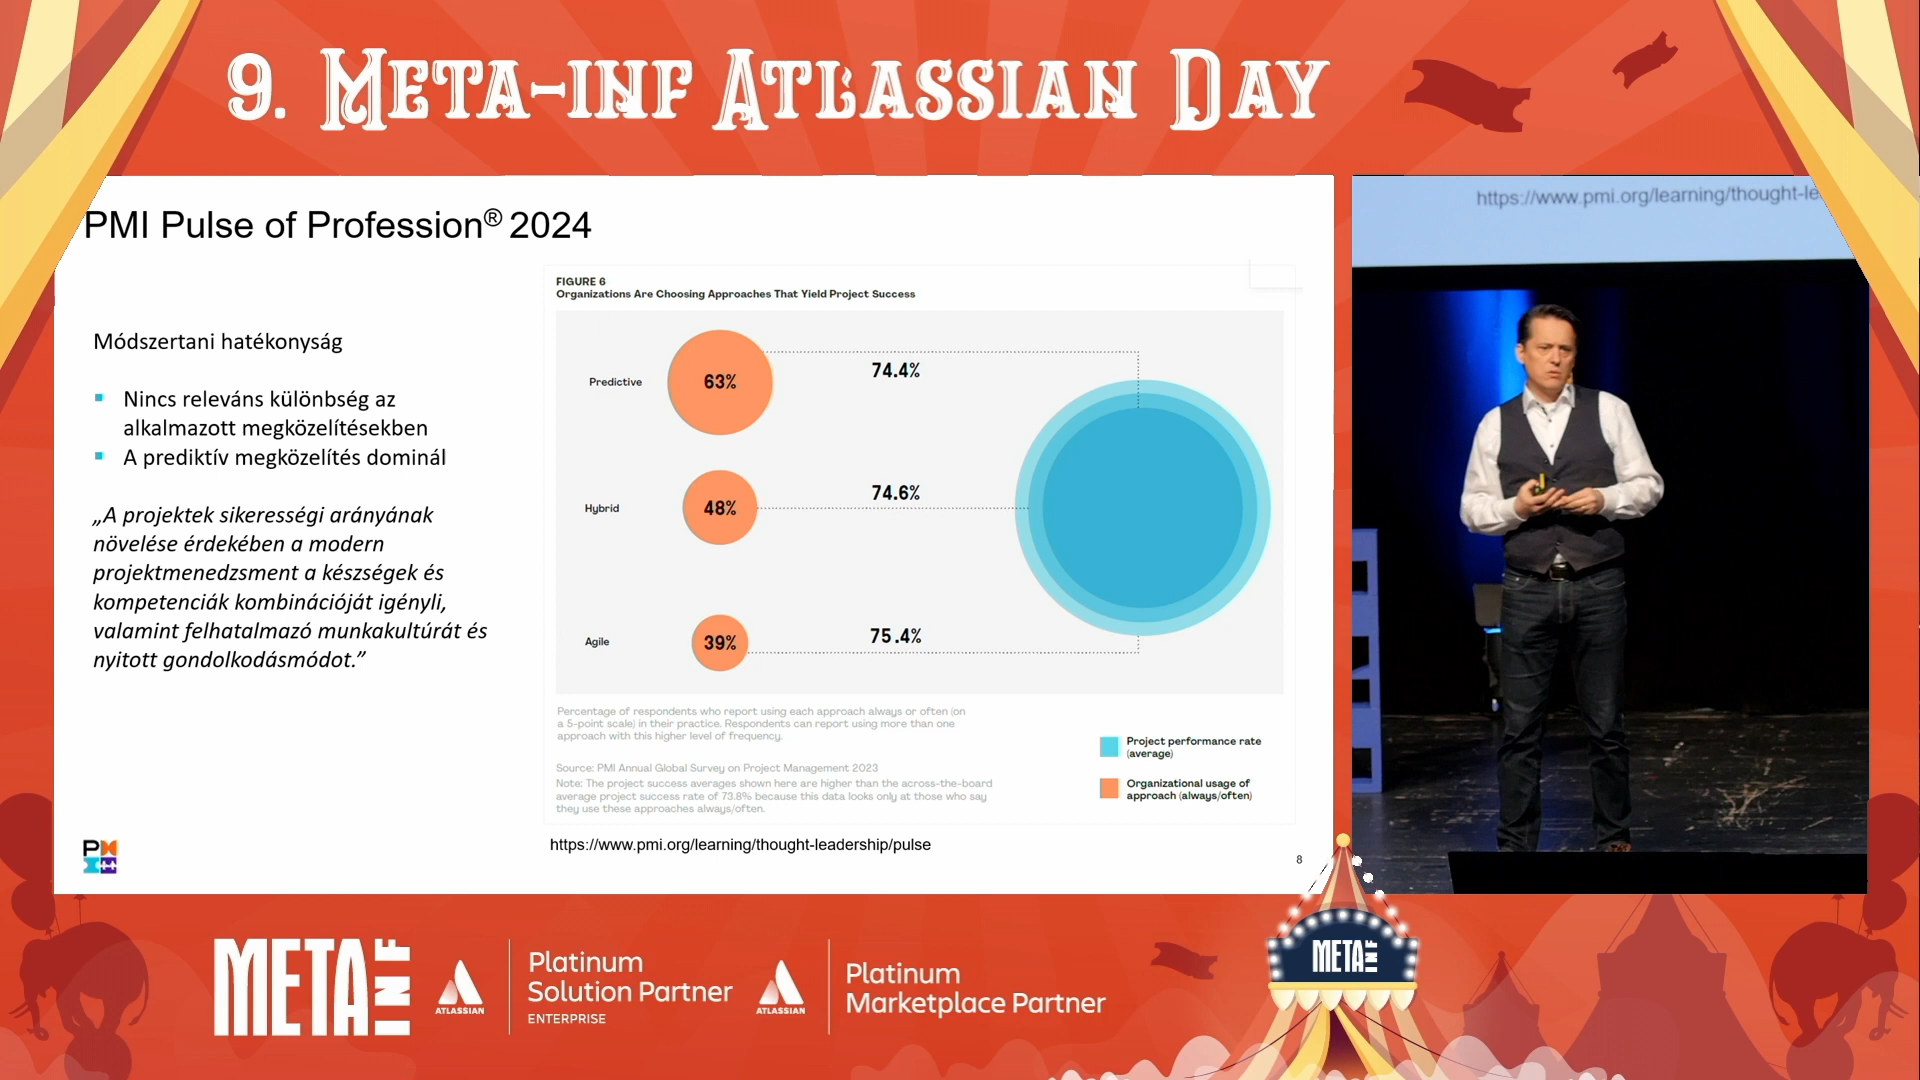 9. META-INF ATLASSIAN DAY
PMI Pulse of Profession® 2024
Módszertani hatékonyság
Nincs releváns különbség az
alkalmazott megközelítésekben
A prediktív megközelítés dominál
„A projektek sikerességi arányának
növelése érdekében a modern
projektmenedzsment a készségek és
kompetenciák kombinációját igényli,
valamint felhatalmazó munkakultúrát és
nyitott gondolkodásmódot.”
FIGURE 6
Organizations Are Choosing Approaches That Yield Project Success
Predictive
63%
74.4%
Hybrid
48%
74.6%
Agile
39%
75.4%
Percentage of respondents who report using each approach always or often (on
a 5-point scale) in their practice. Respondents can report using more than one
approach with this higher level of frequency.
Source: PMI Annual Global Survey on Project Management 2023
Note: The project success averages shown here are higher than the across-the-board
average project success rate of 73.8% because this data looks only at those who say
they use these approaches always/often.
Project performance rate
(average)
Organizational usage of
approach (always/often)
https://www.pmi.org/learning/thought-leadership/pulse
8
https://www.pmi.org/learning/thought-le
META INF
ATLASSIAN
Platinum
Solution Partner
ENTERPRISE
ATLASSIAN
Platinum
Marketplace Partner
META INF